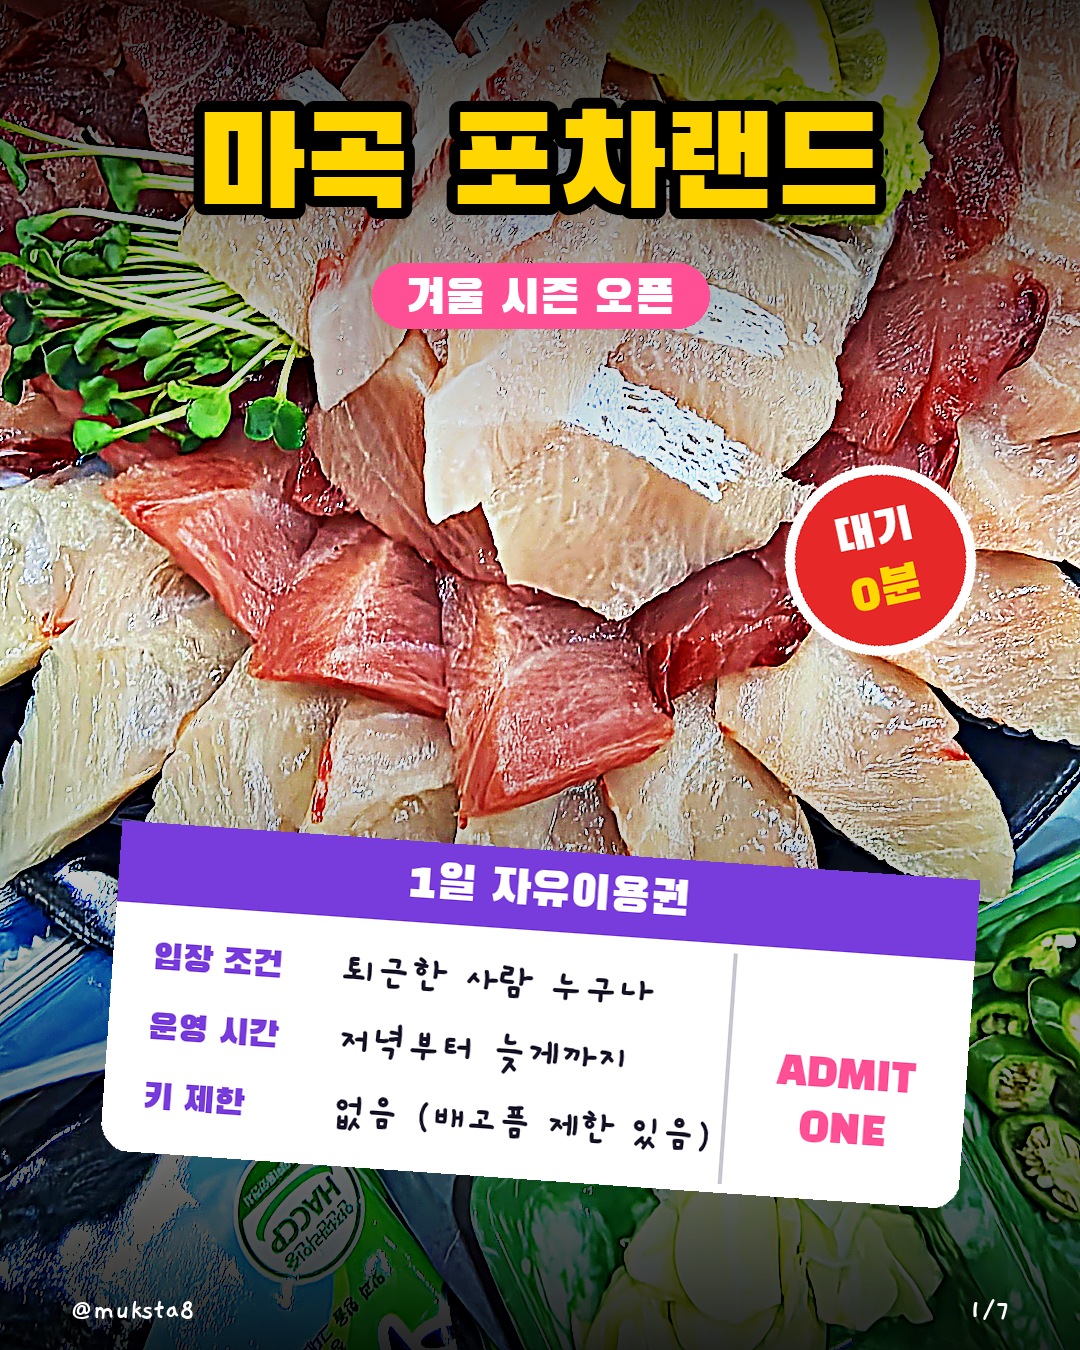 마곡 포차랜드
겨울 시즌 오픈
대기
0분
1일 자유이용권
입장 조건 퇴근한 사람 누구나
운영 시간 저녁부터 늦게까지
키 제한 없음 (배고픔 제한 있음)
ADMIT
ONE
HACCP
@muksta8
1/7